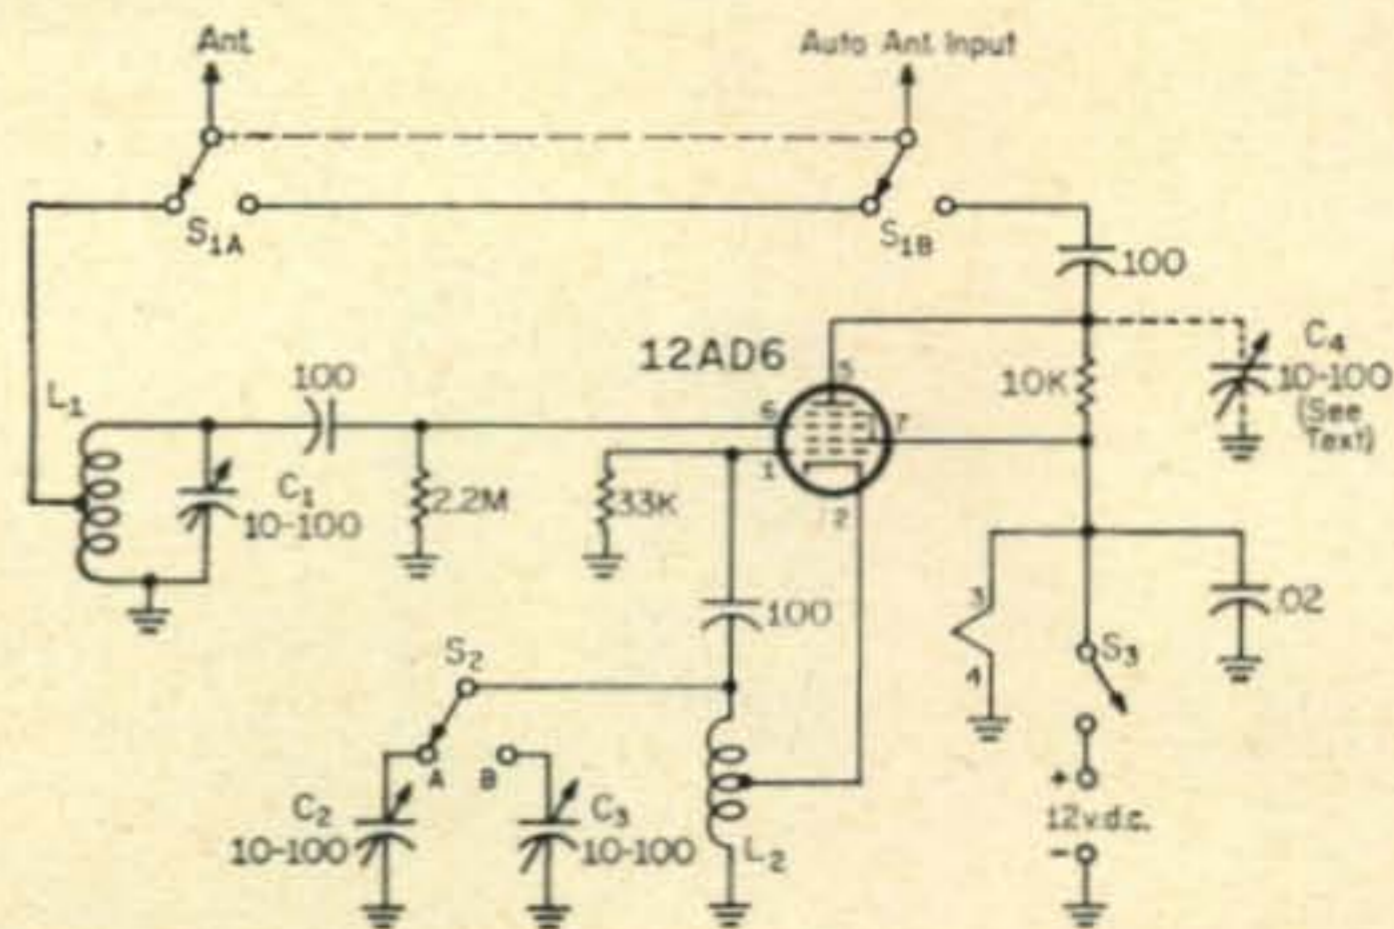 Ant.
Auto Ant. Input
S1A
S1B
100
12AD6
5
C4
10-100
(See
Text)
10K
100
L1
6
7
C1
10-100
2.2M
33K
1
2
3
4
.02
100
S2
S3
A
B
C2
10-100
C3
10-100
L2
+
12v.d.c.
-